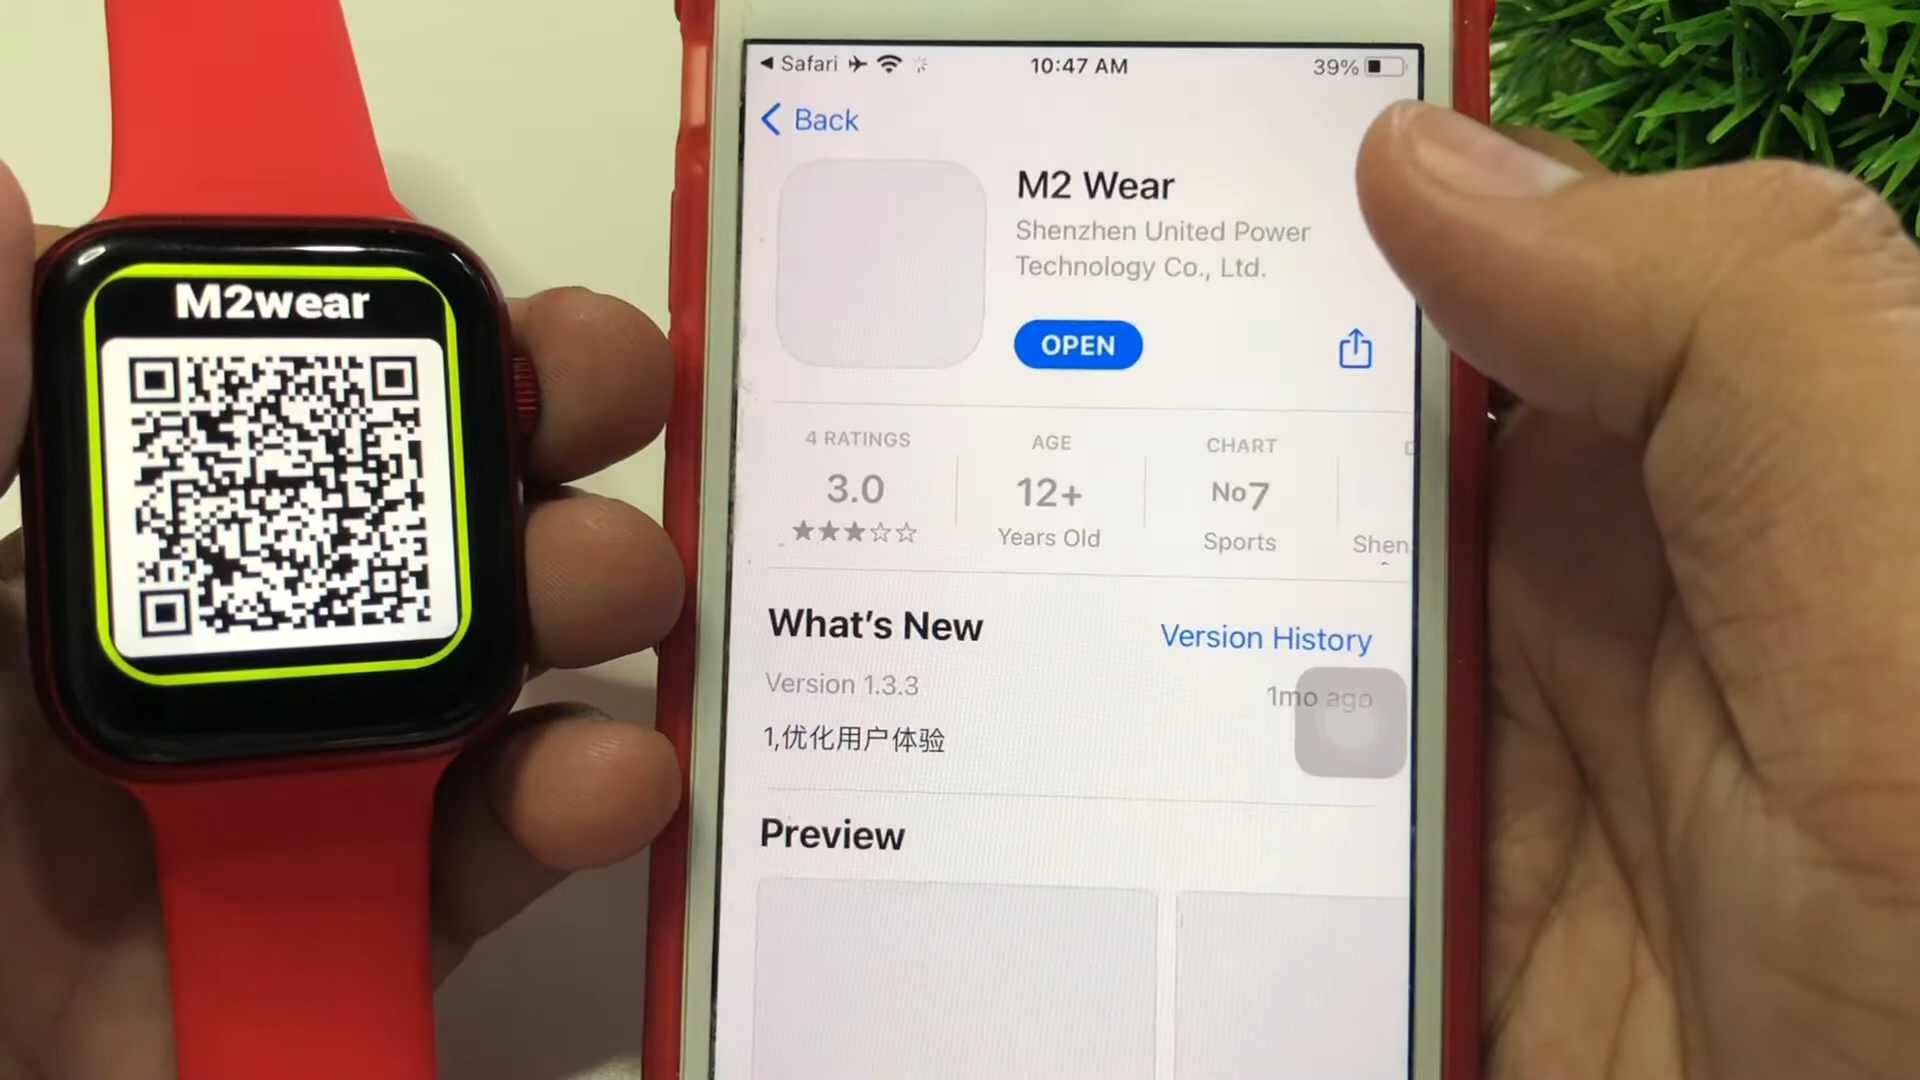 M2wear
Safari
10:47 AM
39%
Back
M2 Wear
Shenzhen United Power
Technology Co., Ltd.
OPEN
4 RATINGS
AGE
CHART
3.0
12+
No7
Years Old
Sports
Shen
What's New
Version History
Version 1.3.3
1mo ago
1,优化用户体验
Preview